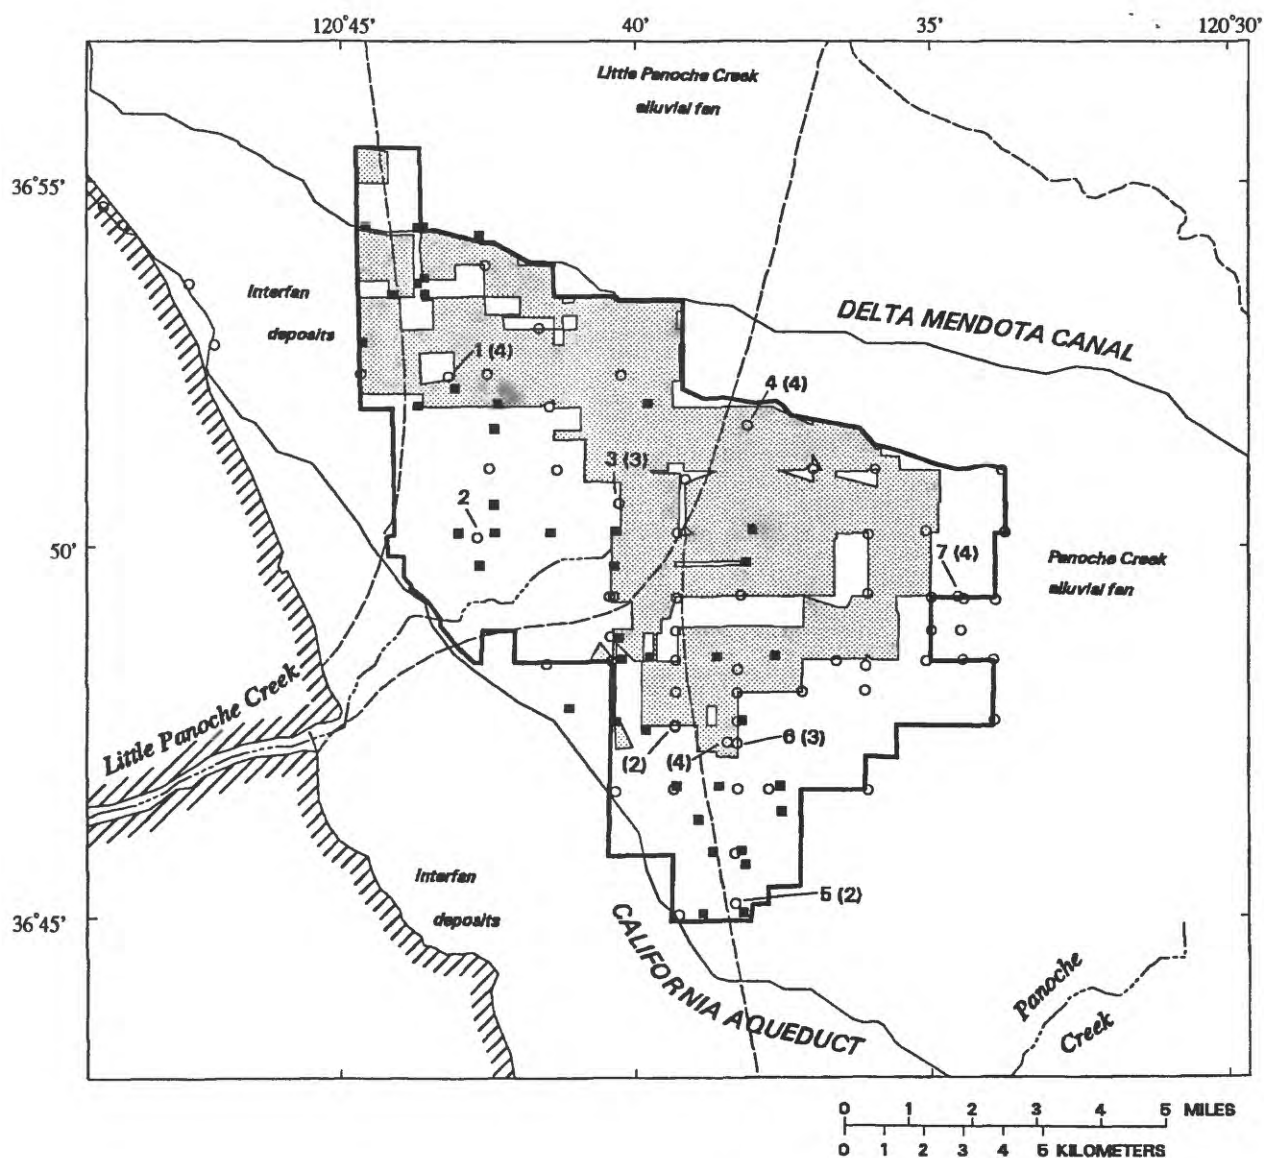 120°45'
40'
35'
120°30'
Little Panoche Creek
alluvial fan
36°55'
Interfan
deposits
DELTA MENDOTA CANAL
1 (4)
4 (4)
3 (3)
2
50'
7 (4)
Panoche Creek
alluvial fan
Little Panoche Creek
6 (3)
(2)
(4)
Interfan
deposits
5 (2)
36°45'
CALIFORNIA AQUEDUCT
Panoche
Creek
0 1 2 3 4 5 MILES
0 1 2 3 4 5 KILOMETERS